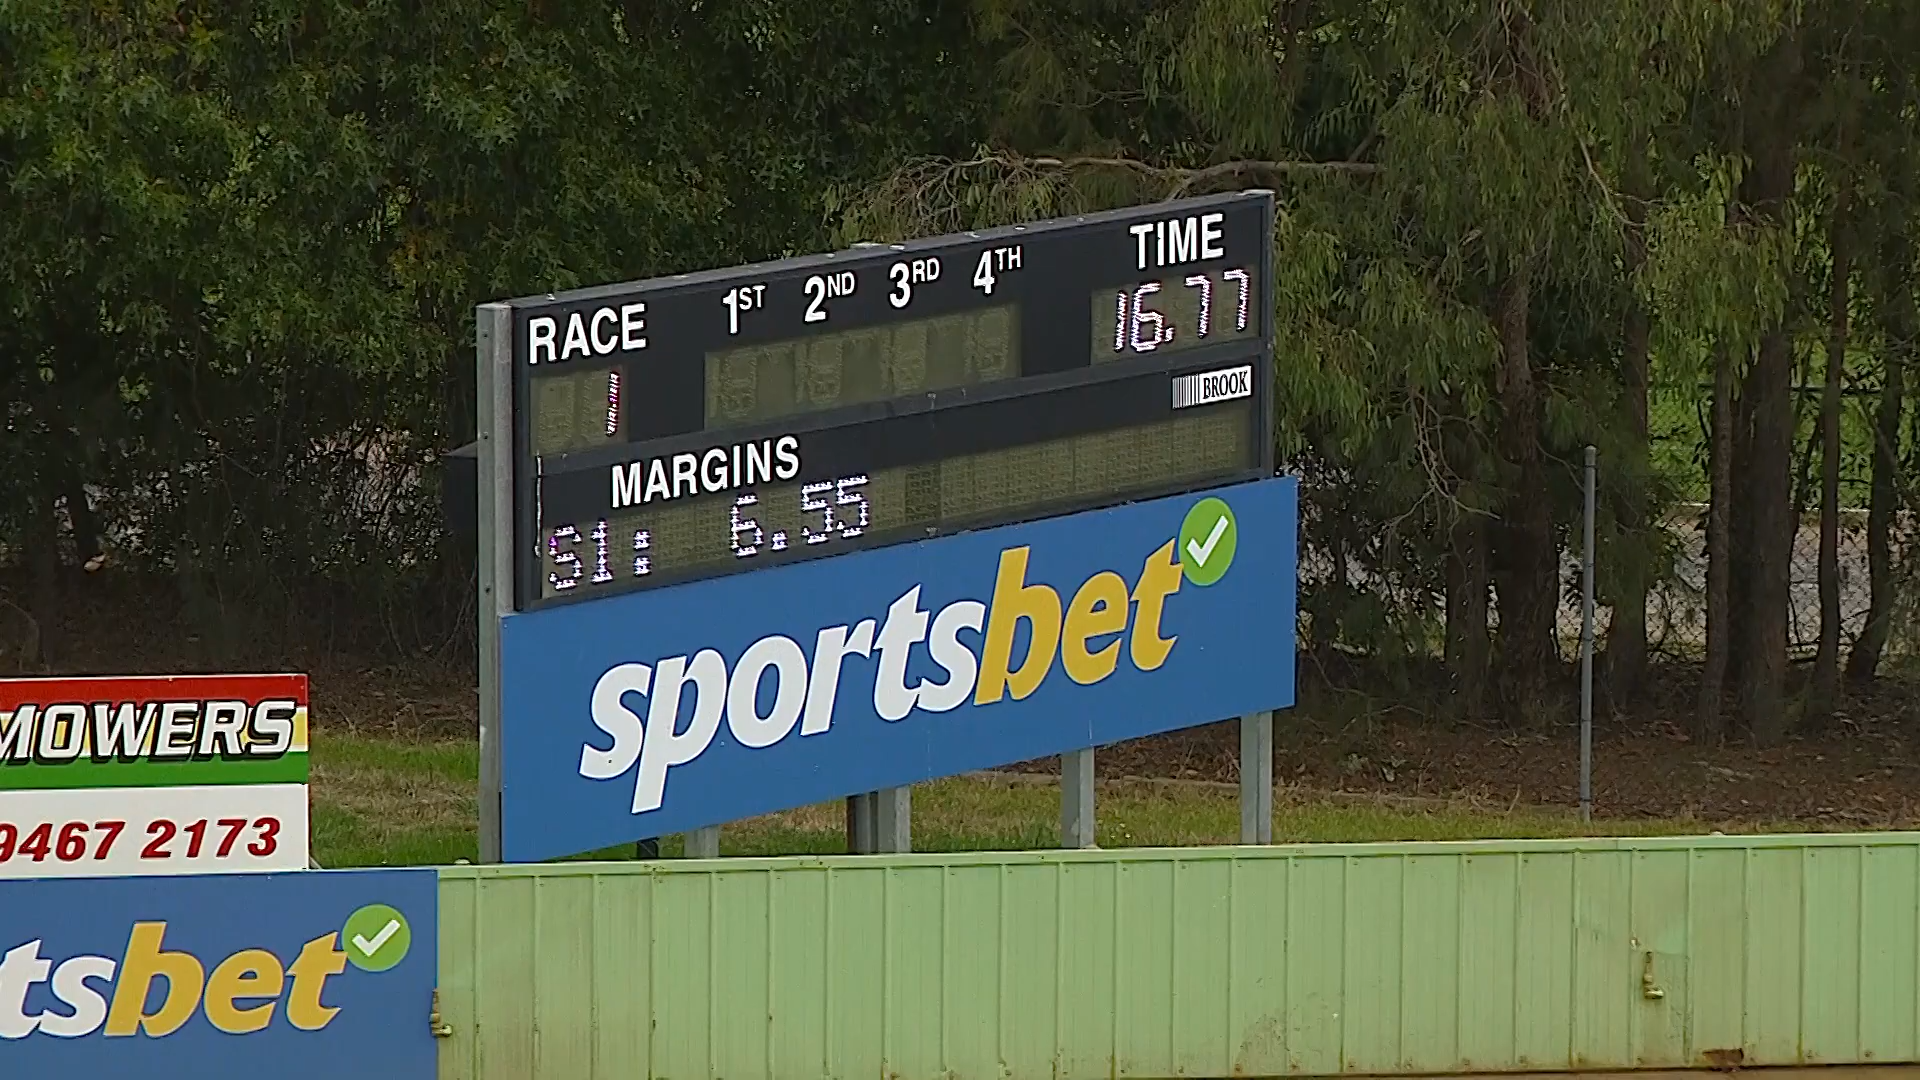 RACE 1ST 2ND 3RD 4TH TIME
1 16.77
BROOK
MARGINS
S1: 6.55
sportsbet
MOWERS
9467 2173
tsbet